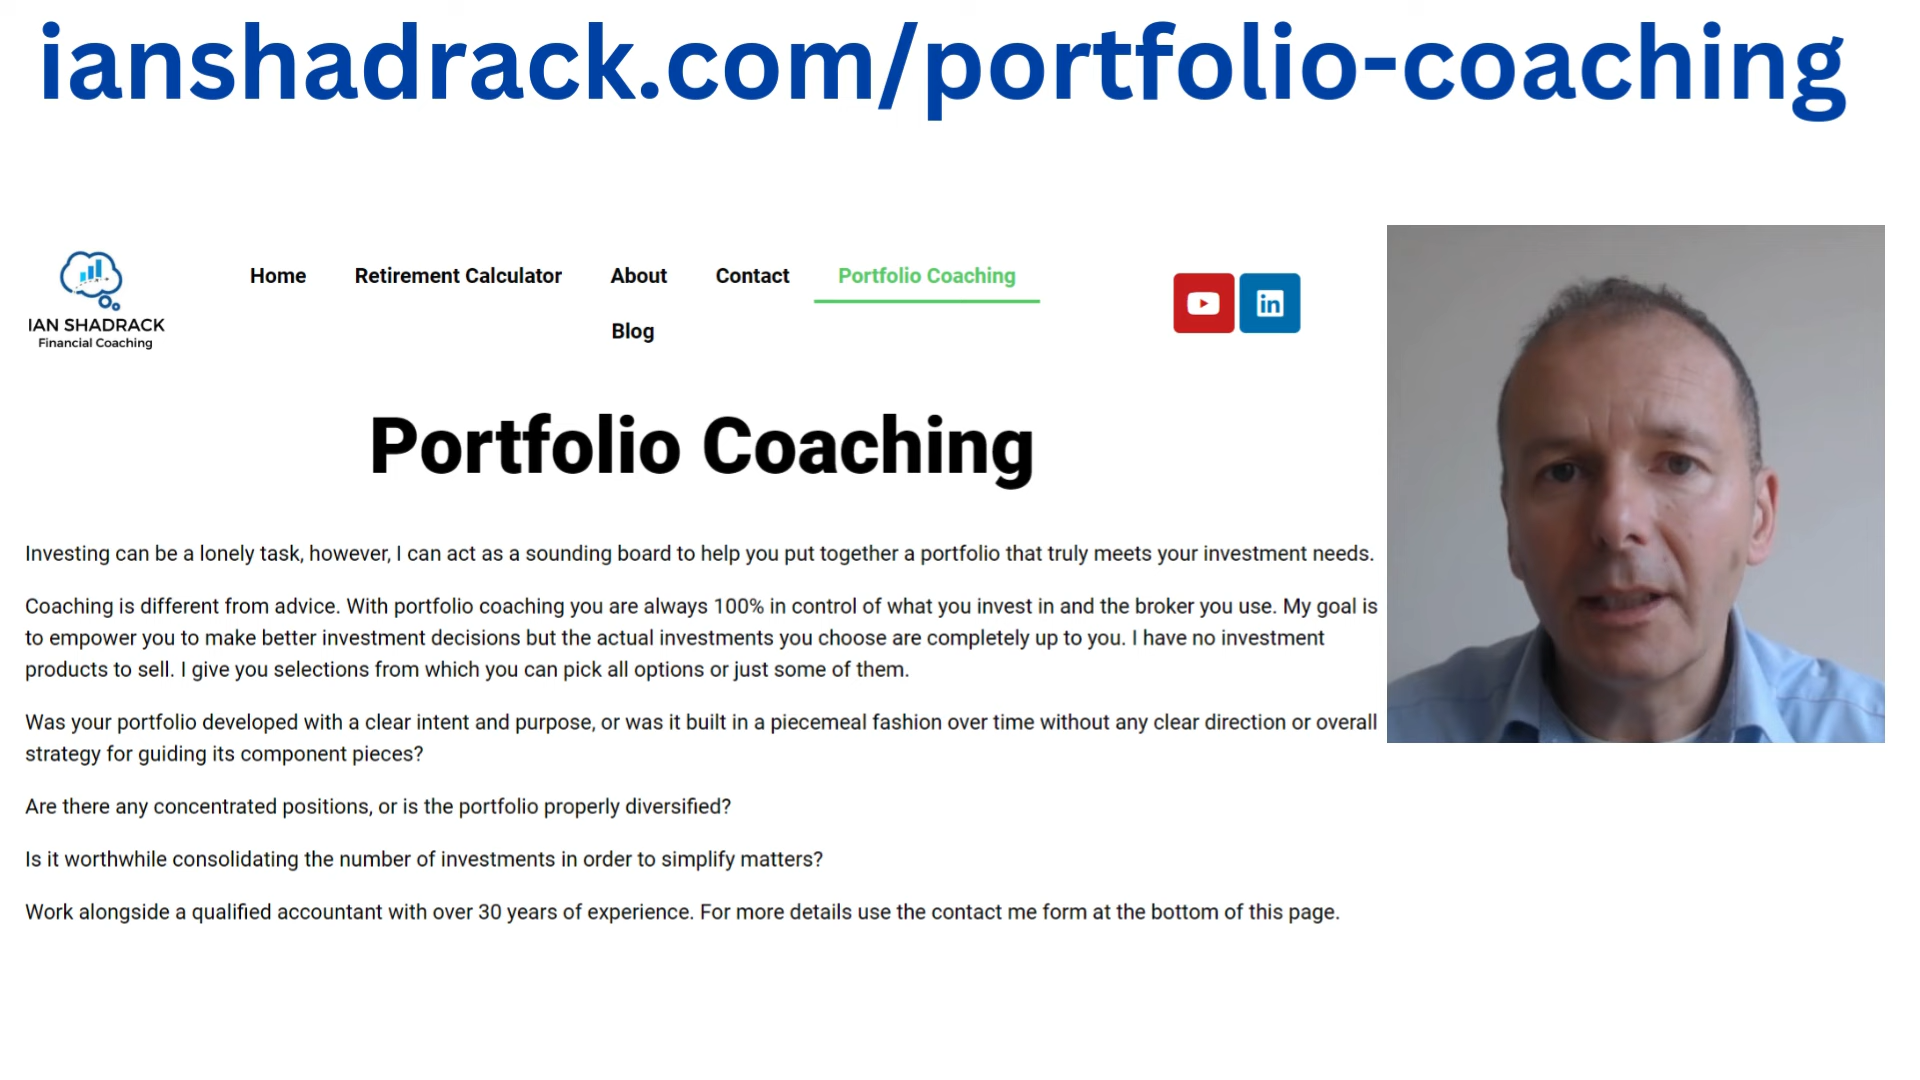 ianshadrack.com/portfolio-coaching
IAN SHADRACK
Financial Coaching
Home Retirement Calculator About Contact Portfolio Coaching
Blog
in
Portfolio Coaching
Investing can be a lonely task, however, I can act as a sounding board to help you put together a portfolio that truly meets your investment needs.
Coaching is different from advice. With portfolio coaching you are always 100% in control of what you invest in and the broker you use. My goal is
to empower you to make better investment decisions but the actual investments you choose are completely up to you. I have no investment
products to sell. I give you selections from which you can pick all options or just some of them.
Was your portfolio developed with a clear intent and purpose, or was it built in a piecemeal fashion over time without any clear direction or overall
strategy for guiding its component pieces?
Are there any concentrated positions, or is the portfolio properly diversified?
Is it worthwhile consolidating the number of investments in order to simplify matters?
Work alongside a qualified accountant with over 30 years of experience. For more details use the contact me form at the bottom of this page.